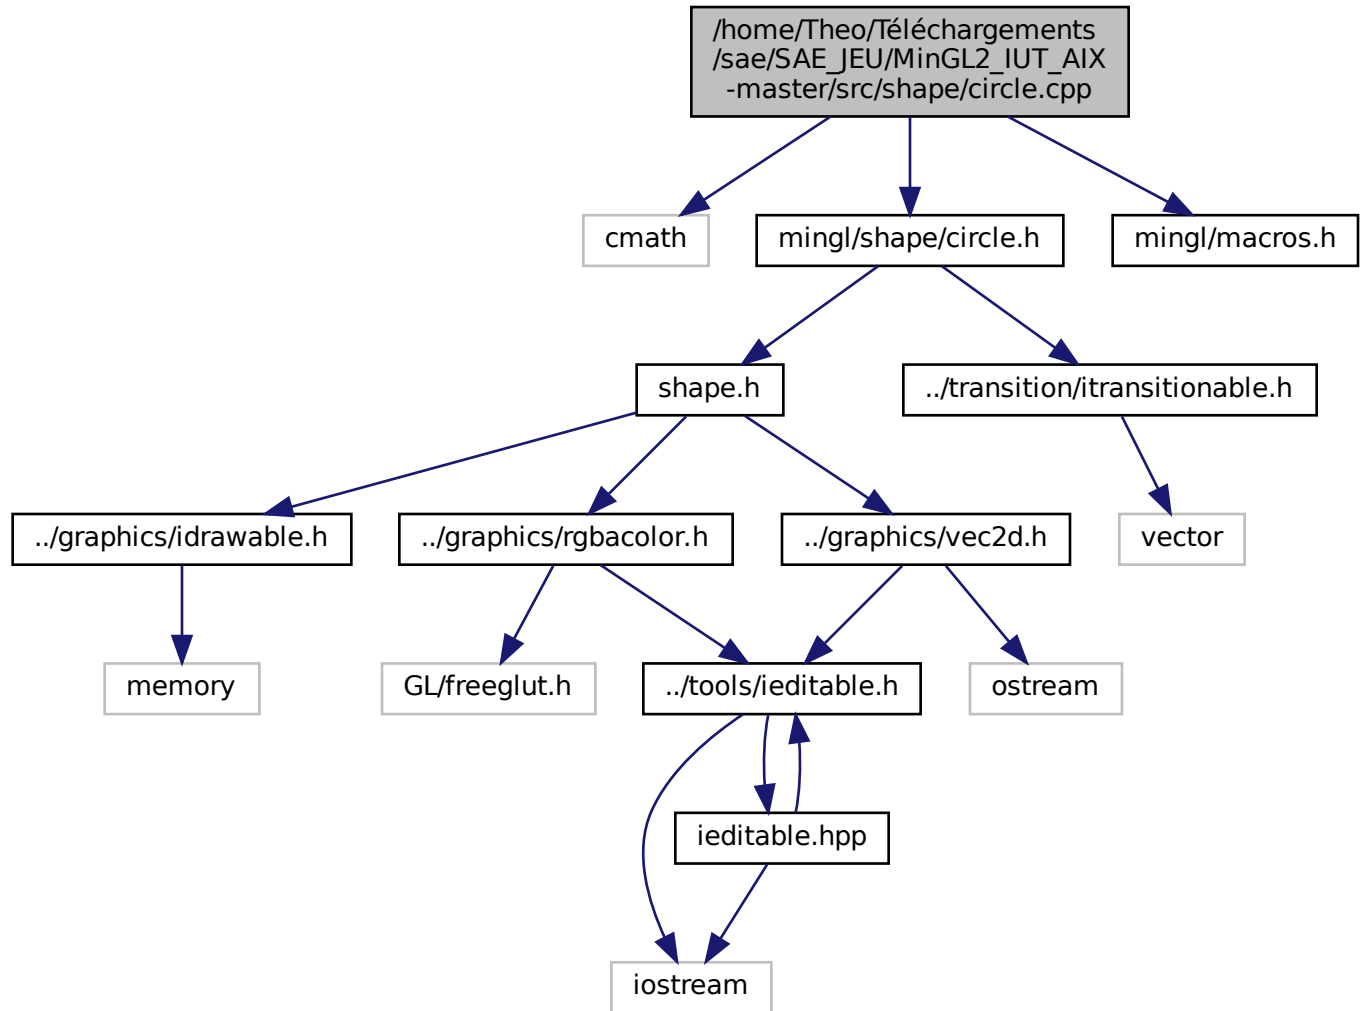 /home/Theo/Téléchargements
/sae/SAE_JEU/MinGL2_IUT_AIX
-master/src/shape/circle.cpp
cmath
mingl/shape/circle.h
mingl/macros.h
shape.h
../transition/itransitionable.h
../graphics/idrawable.h
../graphics/rgbacolor.h
../graphics/vec2d.h
vector
memory
GL/freeglut.h
../tools/ieditable.h
ostream
ieditable.hpp
iostream